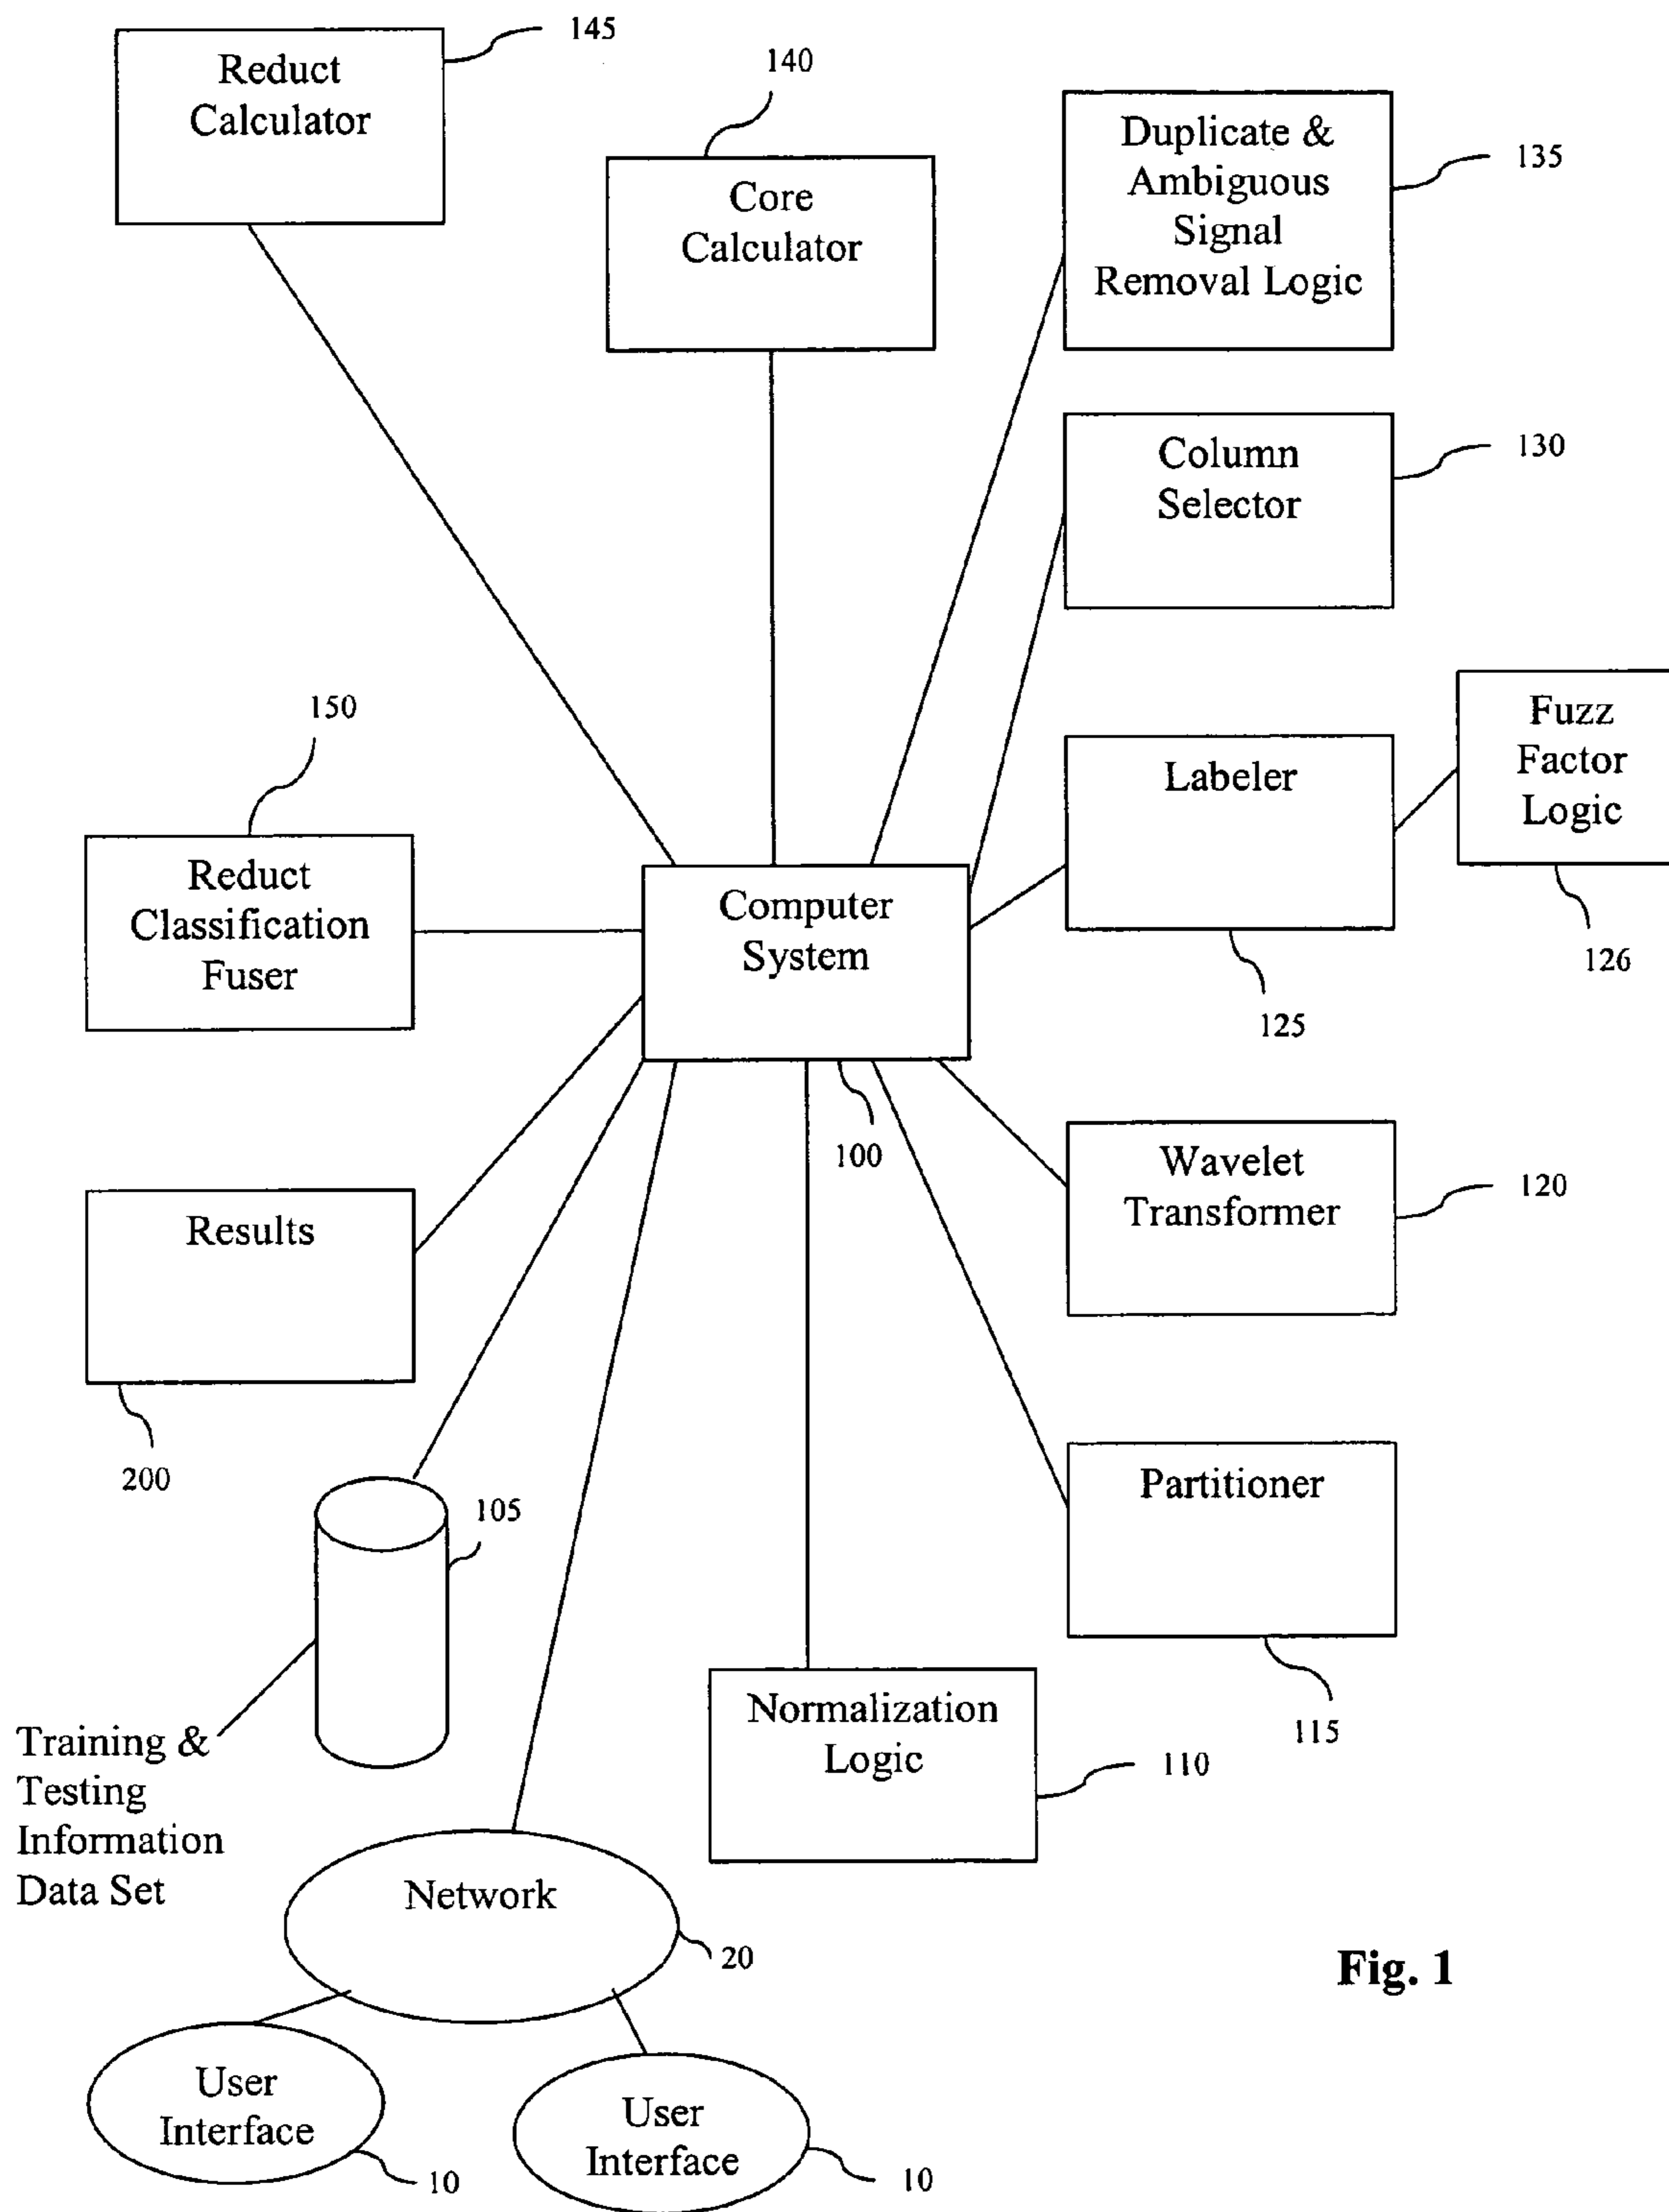 145
Reduct
Calculator
140
Core
Calculator
Duplicate &
Ambiguous
Signal
Removal Logic
135
Column
Selector
130
150
Fuzz
Factor
Logic
126
Labeler
125
Reduct
Classification
Fuser
Computer
System
100
Wavelet
Transformer
120
Results
200
105
Partitioner
115
Training &
Testing
Information
Data Set
Normalization
Logic
110
Network
20
Fig. 1
User
Interface
10
User
Interface
10